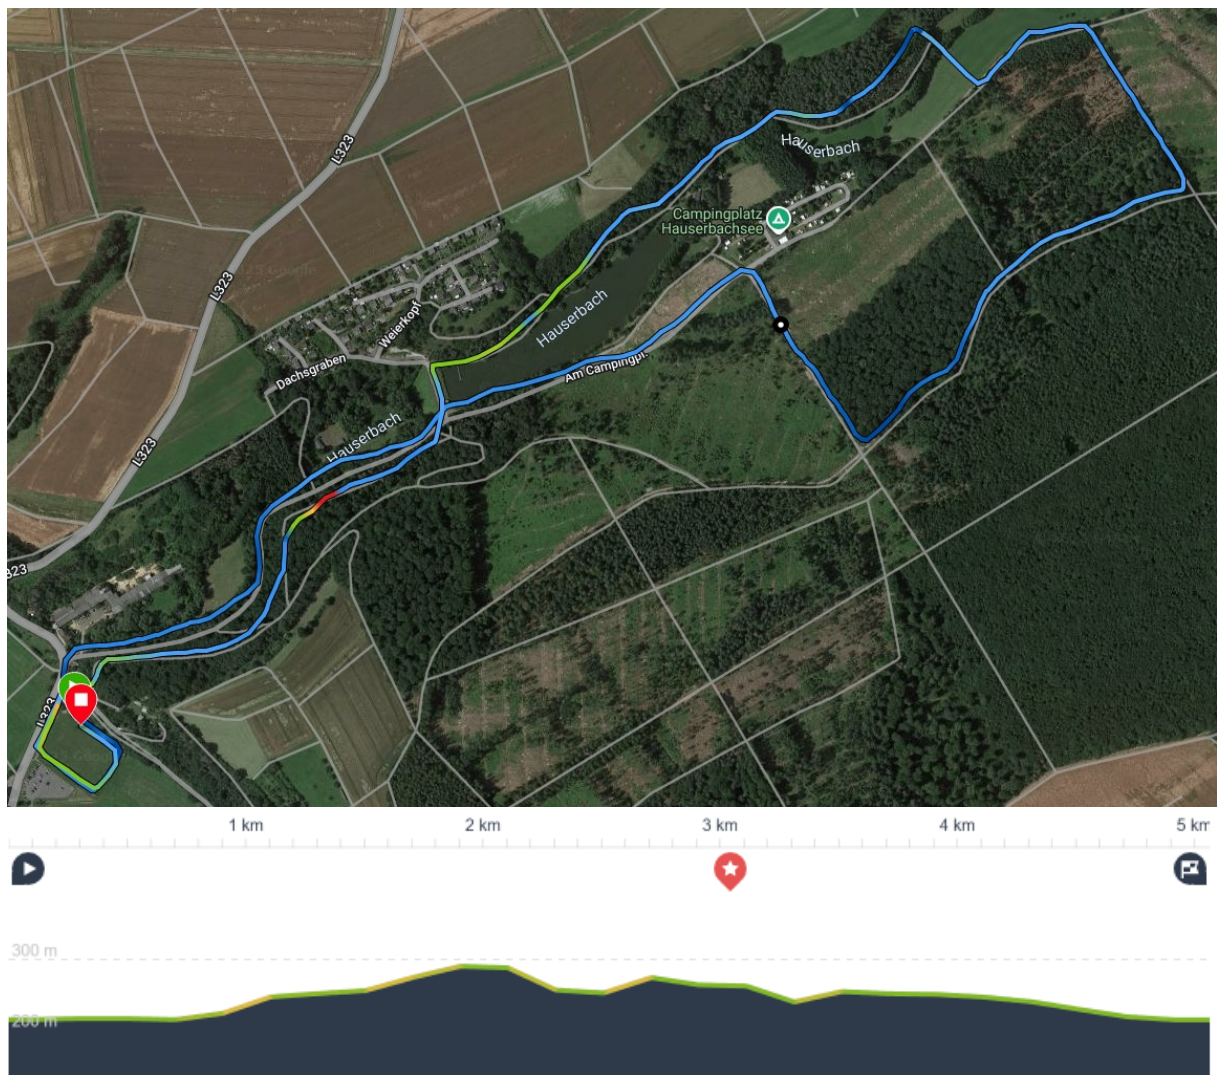 L323
Hauserbach
Campingplatz
Hauserbachsee
L323
Weierkopf
Hauserbach
Dachsgraben
Am Campingpl.
Hauserbach
L323
323
L323
1 km
2 km
3 km
4 km
5 km
300 m
200 m